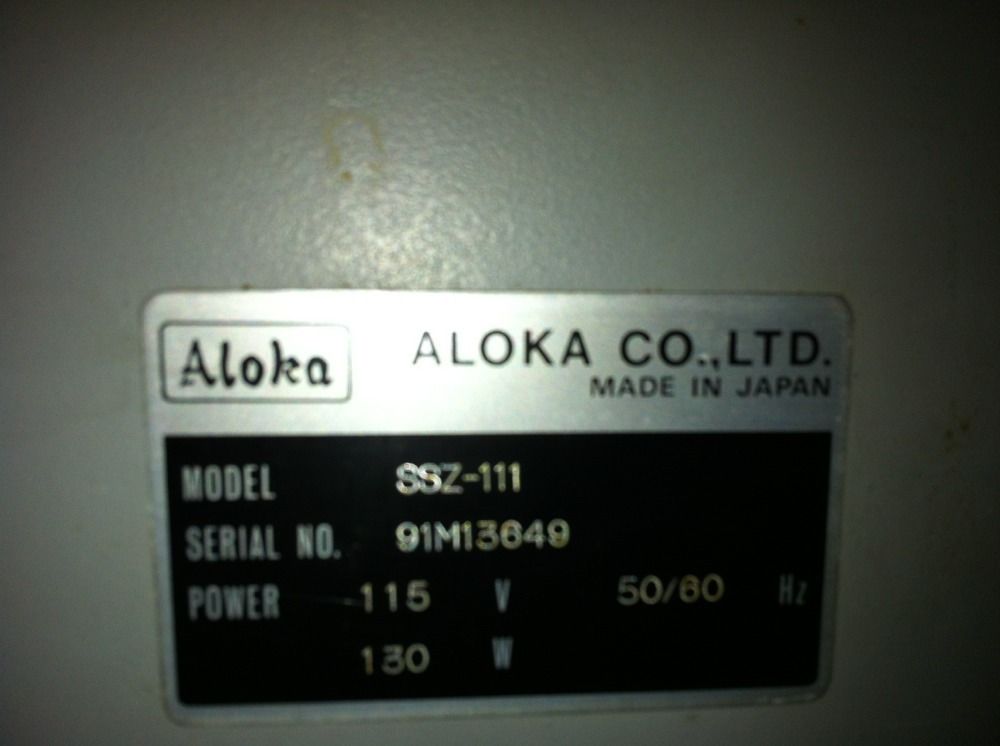 Aloka
ALOKA CO.,LTD.
MADE IN JAPAN
MODEL SSZ-111
SERIAL NO. 91M13649
POWER 115 V 50/60 Hz
130 W